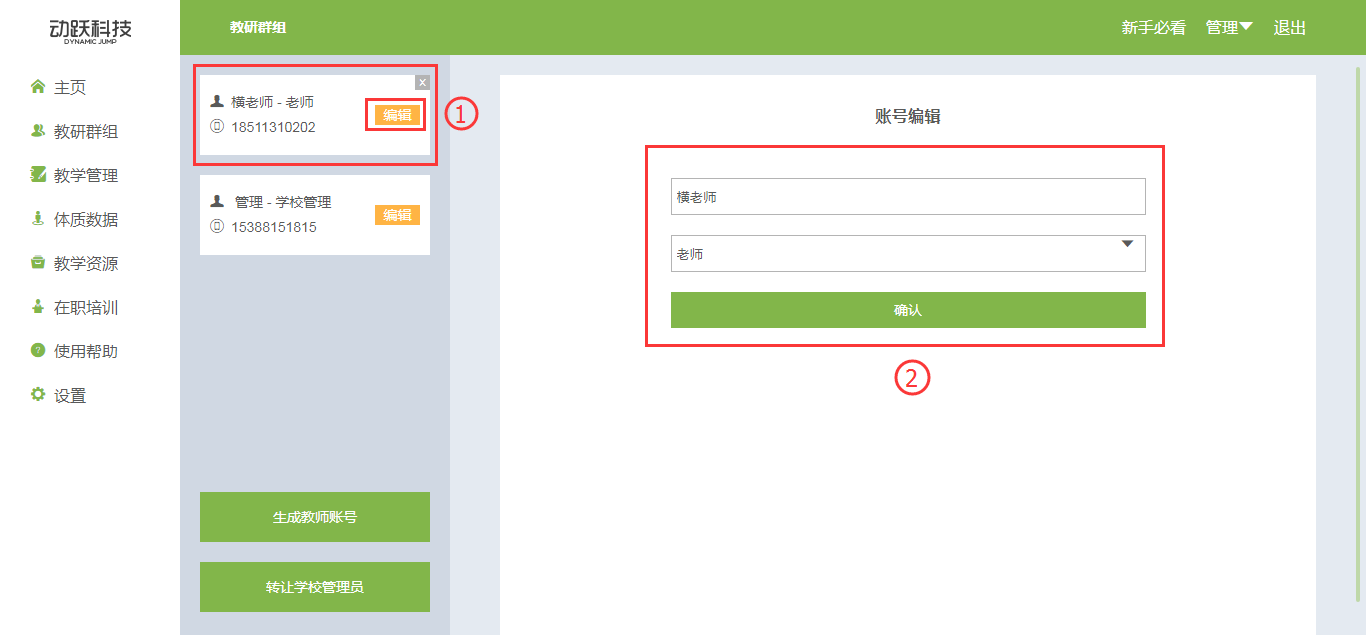 动跃科技
DYNAMIC JUMP
教研群组
新手必看 管理 退出
主页
教研群组
教学管理
体质数据
教学资源
在职培训
使用帮助
设置
x
横老师 - 老师
编辑
18511310202
①
管理 - 学校管理
编辑
15388151815
生成教师账号
转让学校管理员
账号编辑
横老师
老师
确认
②